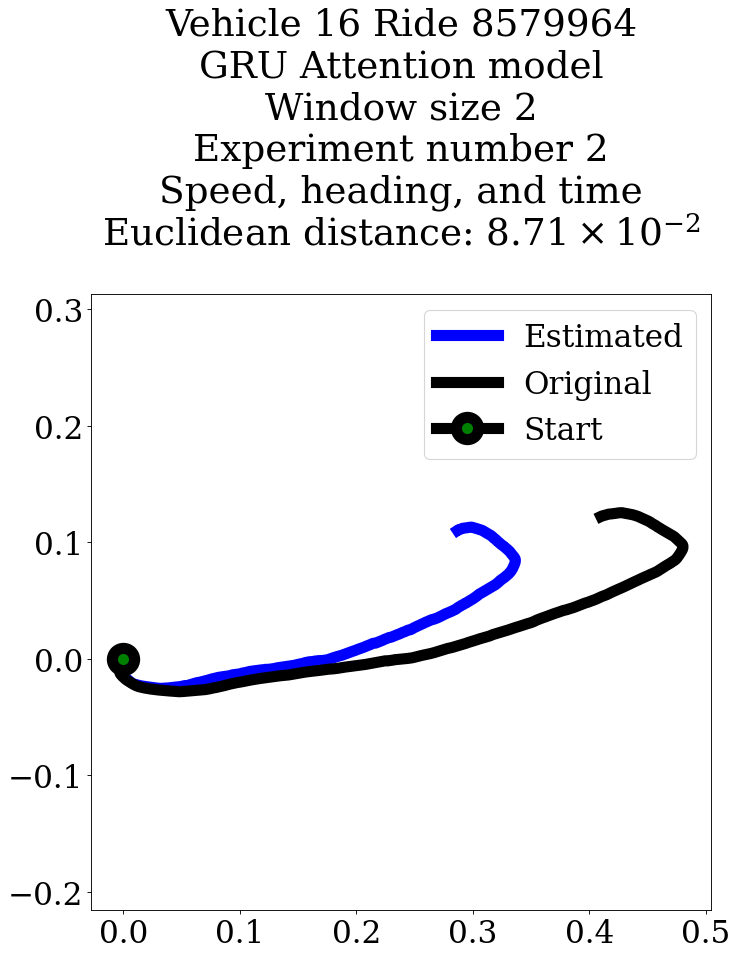 Vehicle 16 Ride 8579964
GRU Attention model
Window size 2
Experiment number 2
Speed, heading, and time
Euclidean distance: 8.71 × 10⁻²
Estimated
Original
Start
0.3
0.2
0.1
0.0
−0.1
−0.2
0.0 0.1 0.2 0.3 0.4 0.5